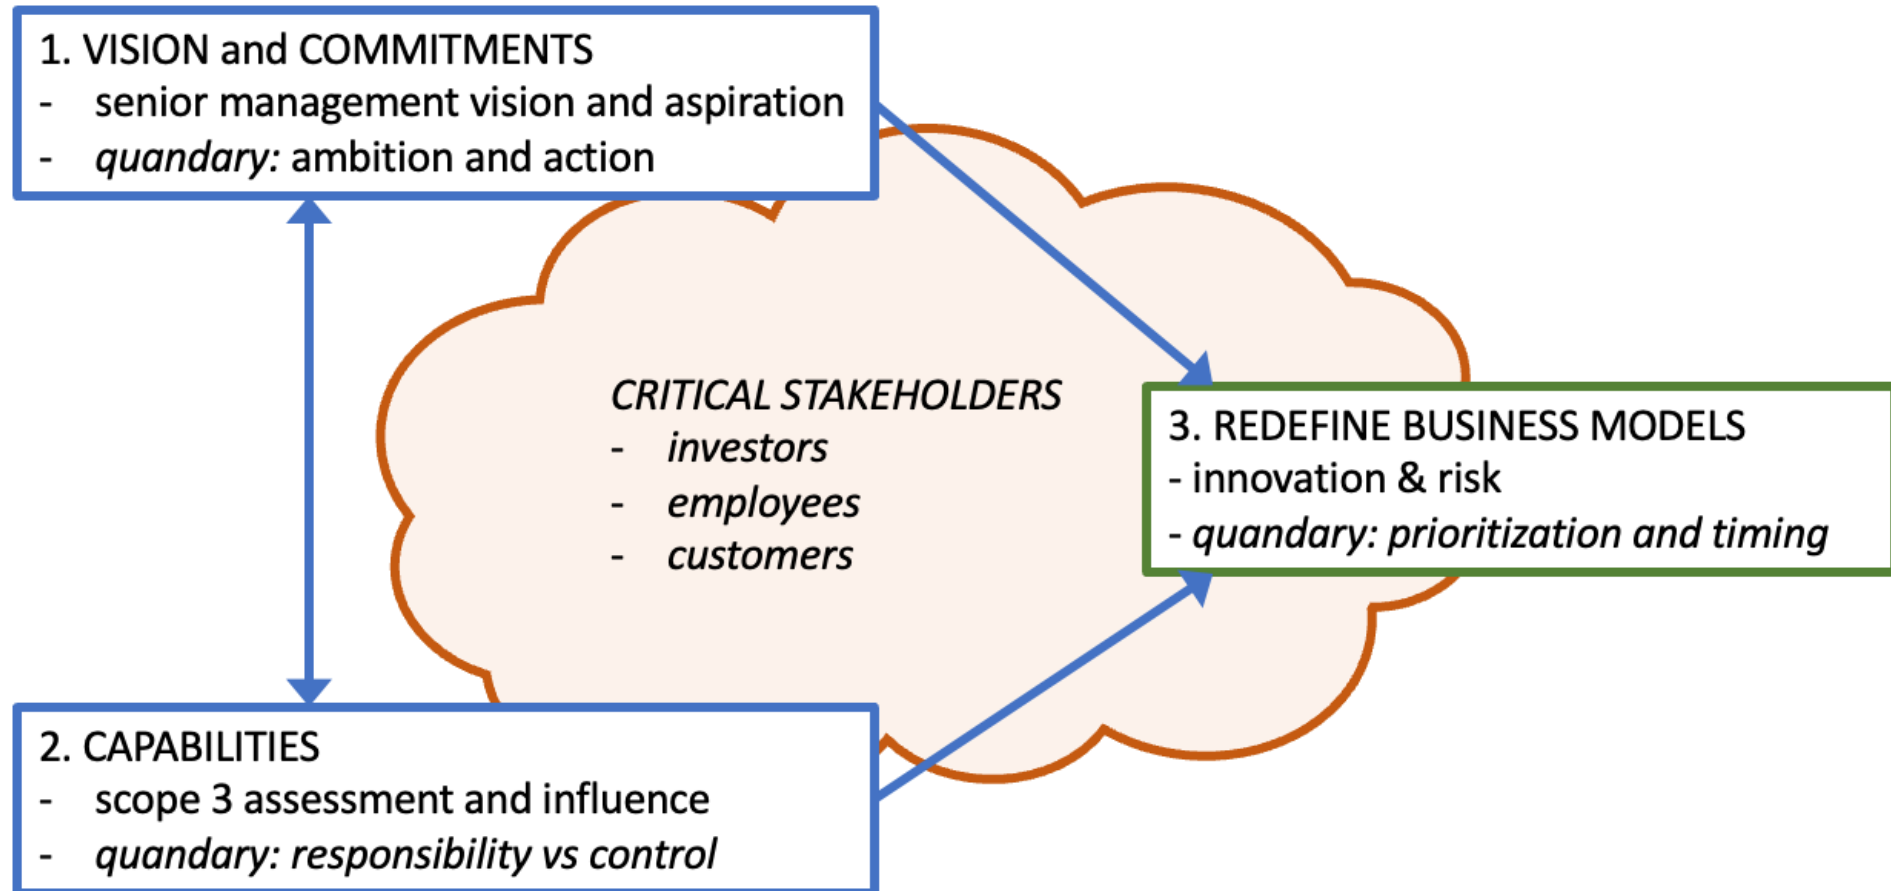 1. VISION and COMMITMENTS
- senior management vision and aspiration
- quandary: ambition and action
CRITICAL STAKEHOLDERS
- investors
- employees
- customers
3. REDEFINE BUSINESS MODELS
- innovation & risk
- quandary: prioritization and timing
2. CAPABILITIES
- scope 3 assessment and influence
- quandary: responsibility vs control